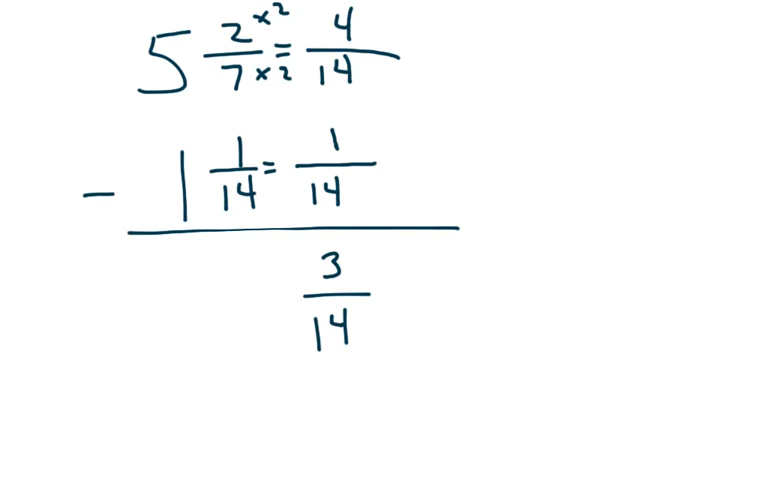 5 2/7 ×2 ×2 = 4/14
- 1 1/14 = 1/14
3/14